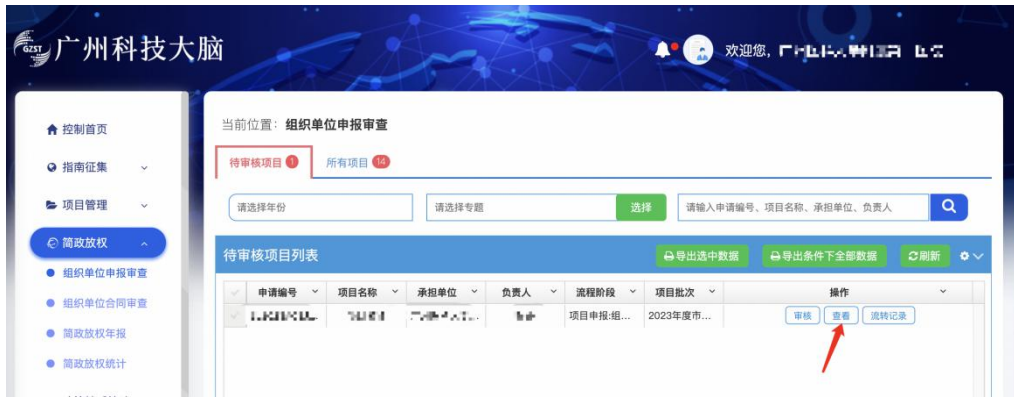 GZST 广州科技大脑
欢迎您,
控制首页
指南征集
项目管理
简政放权
组织单位申报审查
组织单位合同审查
简政放权年报
简政放权统计
当前位置：组织单位申报审查
待审核项目 1 所有项目 14
请选择年份 请选择专题 选择 请输入申请编号、项目名称、承担单位、负责人
待审核项目列表 导出选中数据 导出条件下全部数据 刷新
申请编号 项目名称 承担单位 负责人 流程阶段 项目批次 操作
项目申报:组... 2023年度市... 审核 查看 流转记录